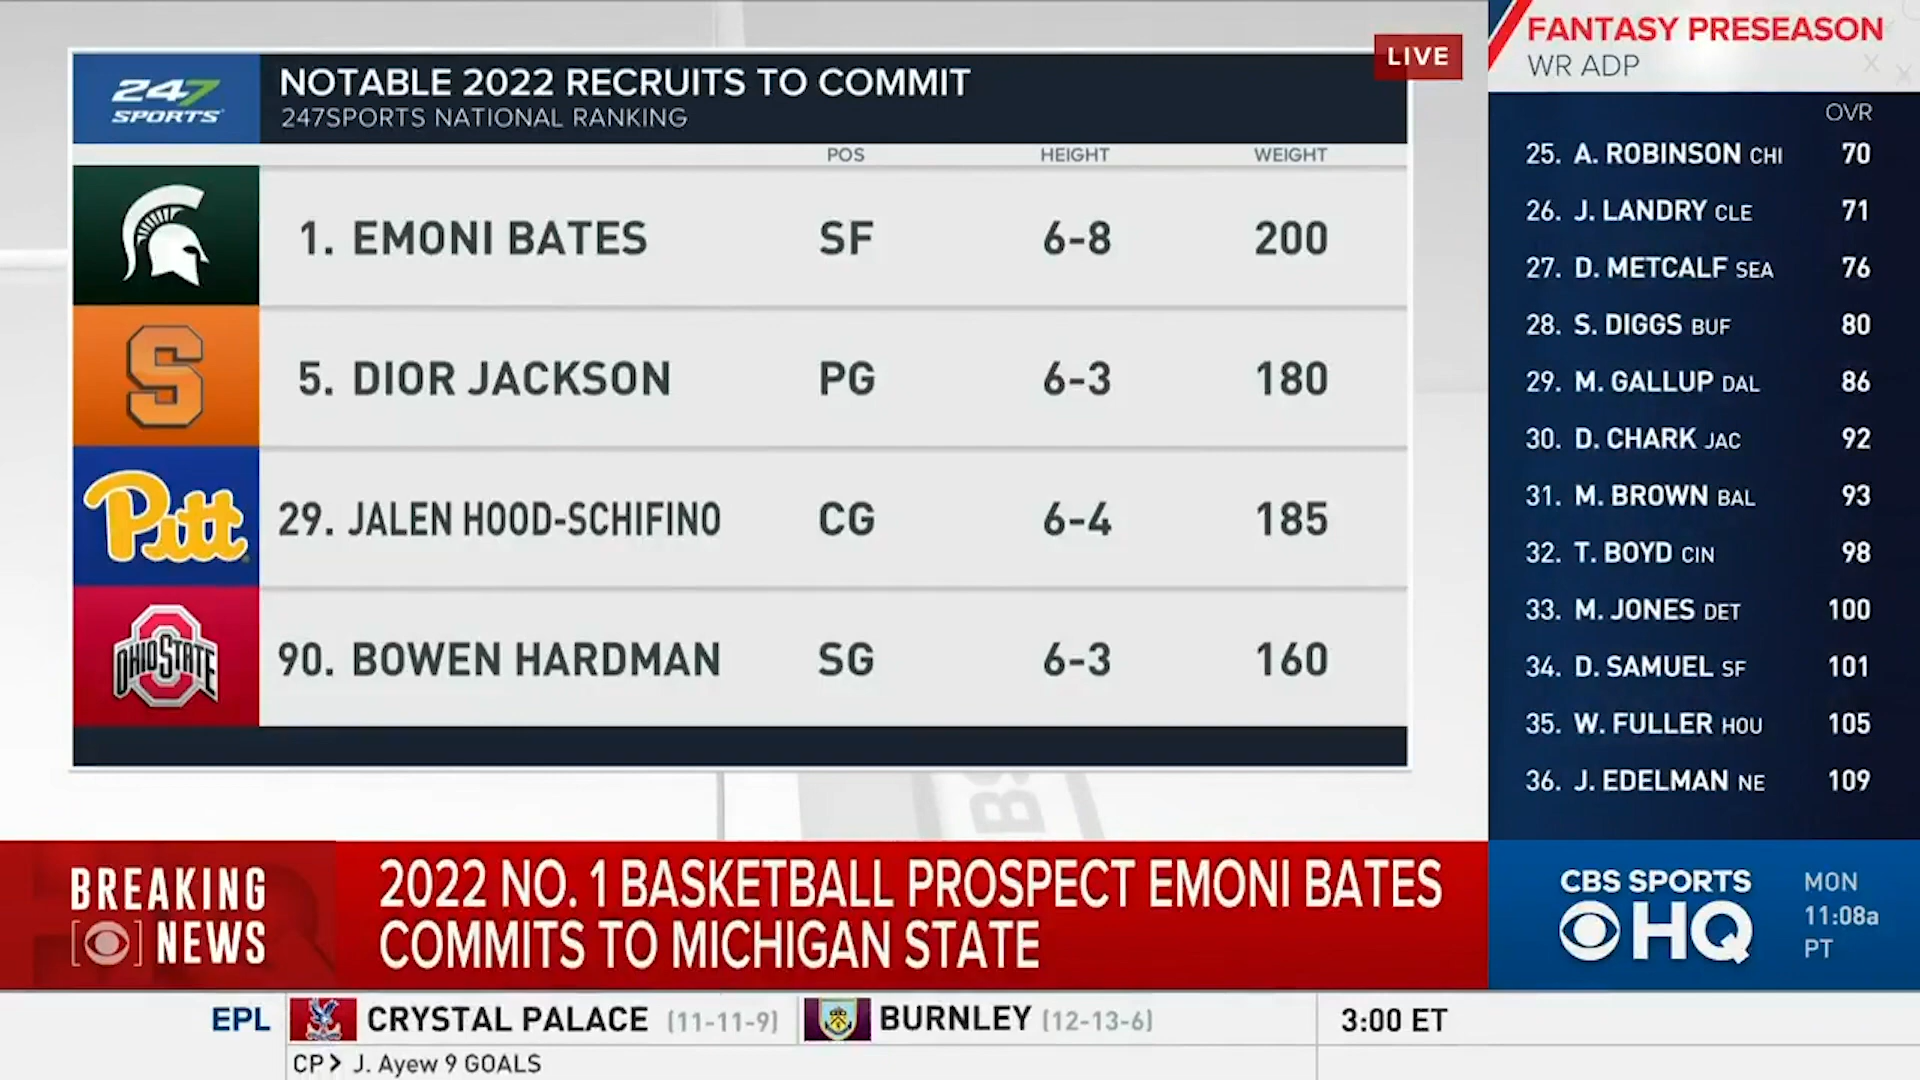 247 SPORTS
NOTABLE 2022 RECRUITS TO COMMIT
247SPORTS NATIONAL RANKING
LIVE
POS HEIGHT WEIGHT
1. EMONI BATES SF 6-8 200
S 5. DIOR JACKSON PG 6-3 180
Pitt 29. JALEN HOOD-SCHIFINO CG 6-4 185
OHIO STATE 90. BOWEN HARDMAN SG 6-3 160
FANTASY PRESEASON
WR ADP
OVR
25. A. ROBINSON CHI 70
26. J. LANDRY CLE 71
27. D. METCALF SEA 76
28. S. DIGGS BUF 80
29. M. GALLUP DAL 86
30. D. CHARK JAC 92
31. M. BROWN BAL 93
32. T. BOYD CIN 98
33. M. JONES DET 100
34. D. SAMUEL SF 101
35. W. FULLER HOU 105
36. J. EDELMAN NE 109
BREAKING
NEWS
2022 NO. 1 BASKETBALL PROSPECT EMONI BATES
COMMITS TO MICHIGAN STATE
CBS SPORTS
HQ
MON
11:08a
PT
EPL CRYSTAL PALACE (11-11-9) BURNLEY (12-13-6) 3:00 ET
CP > J. Ayew 9 GOALS